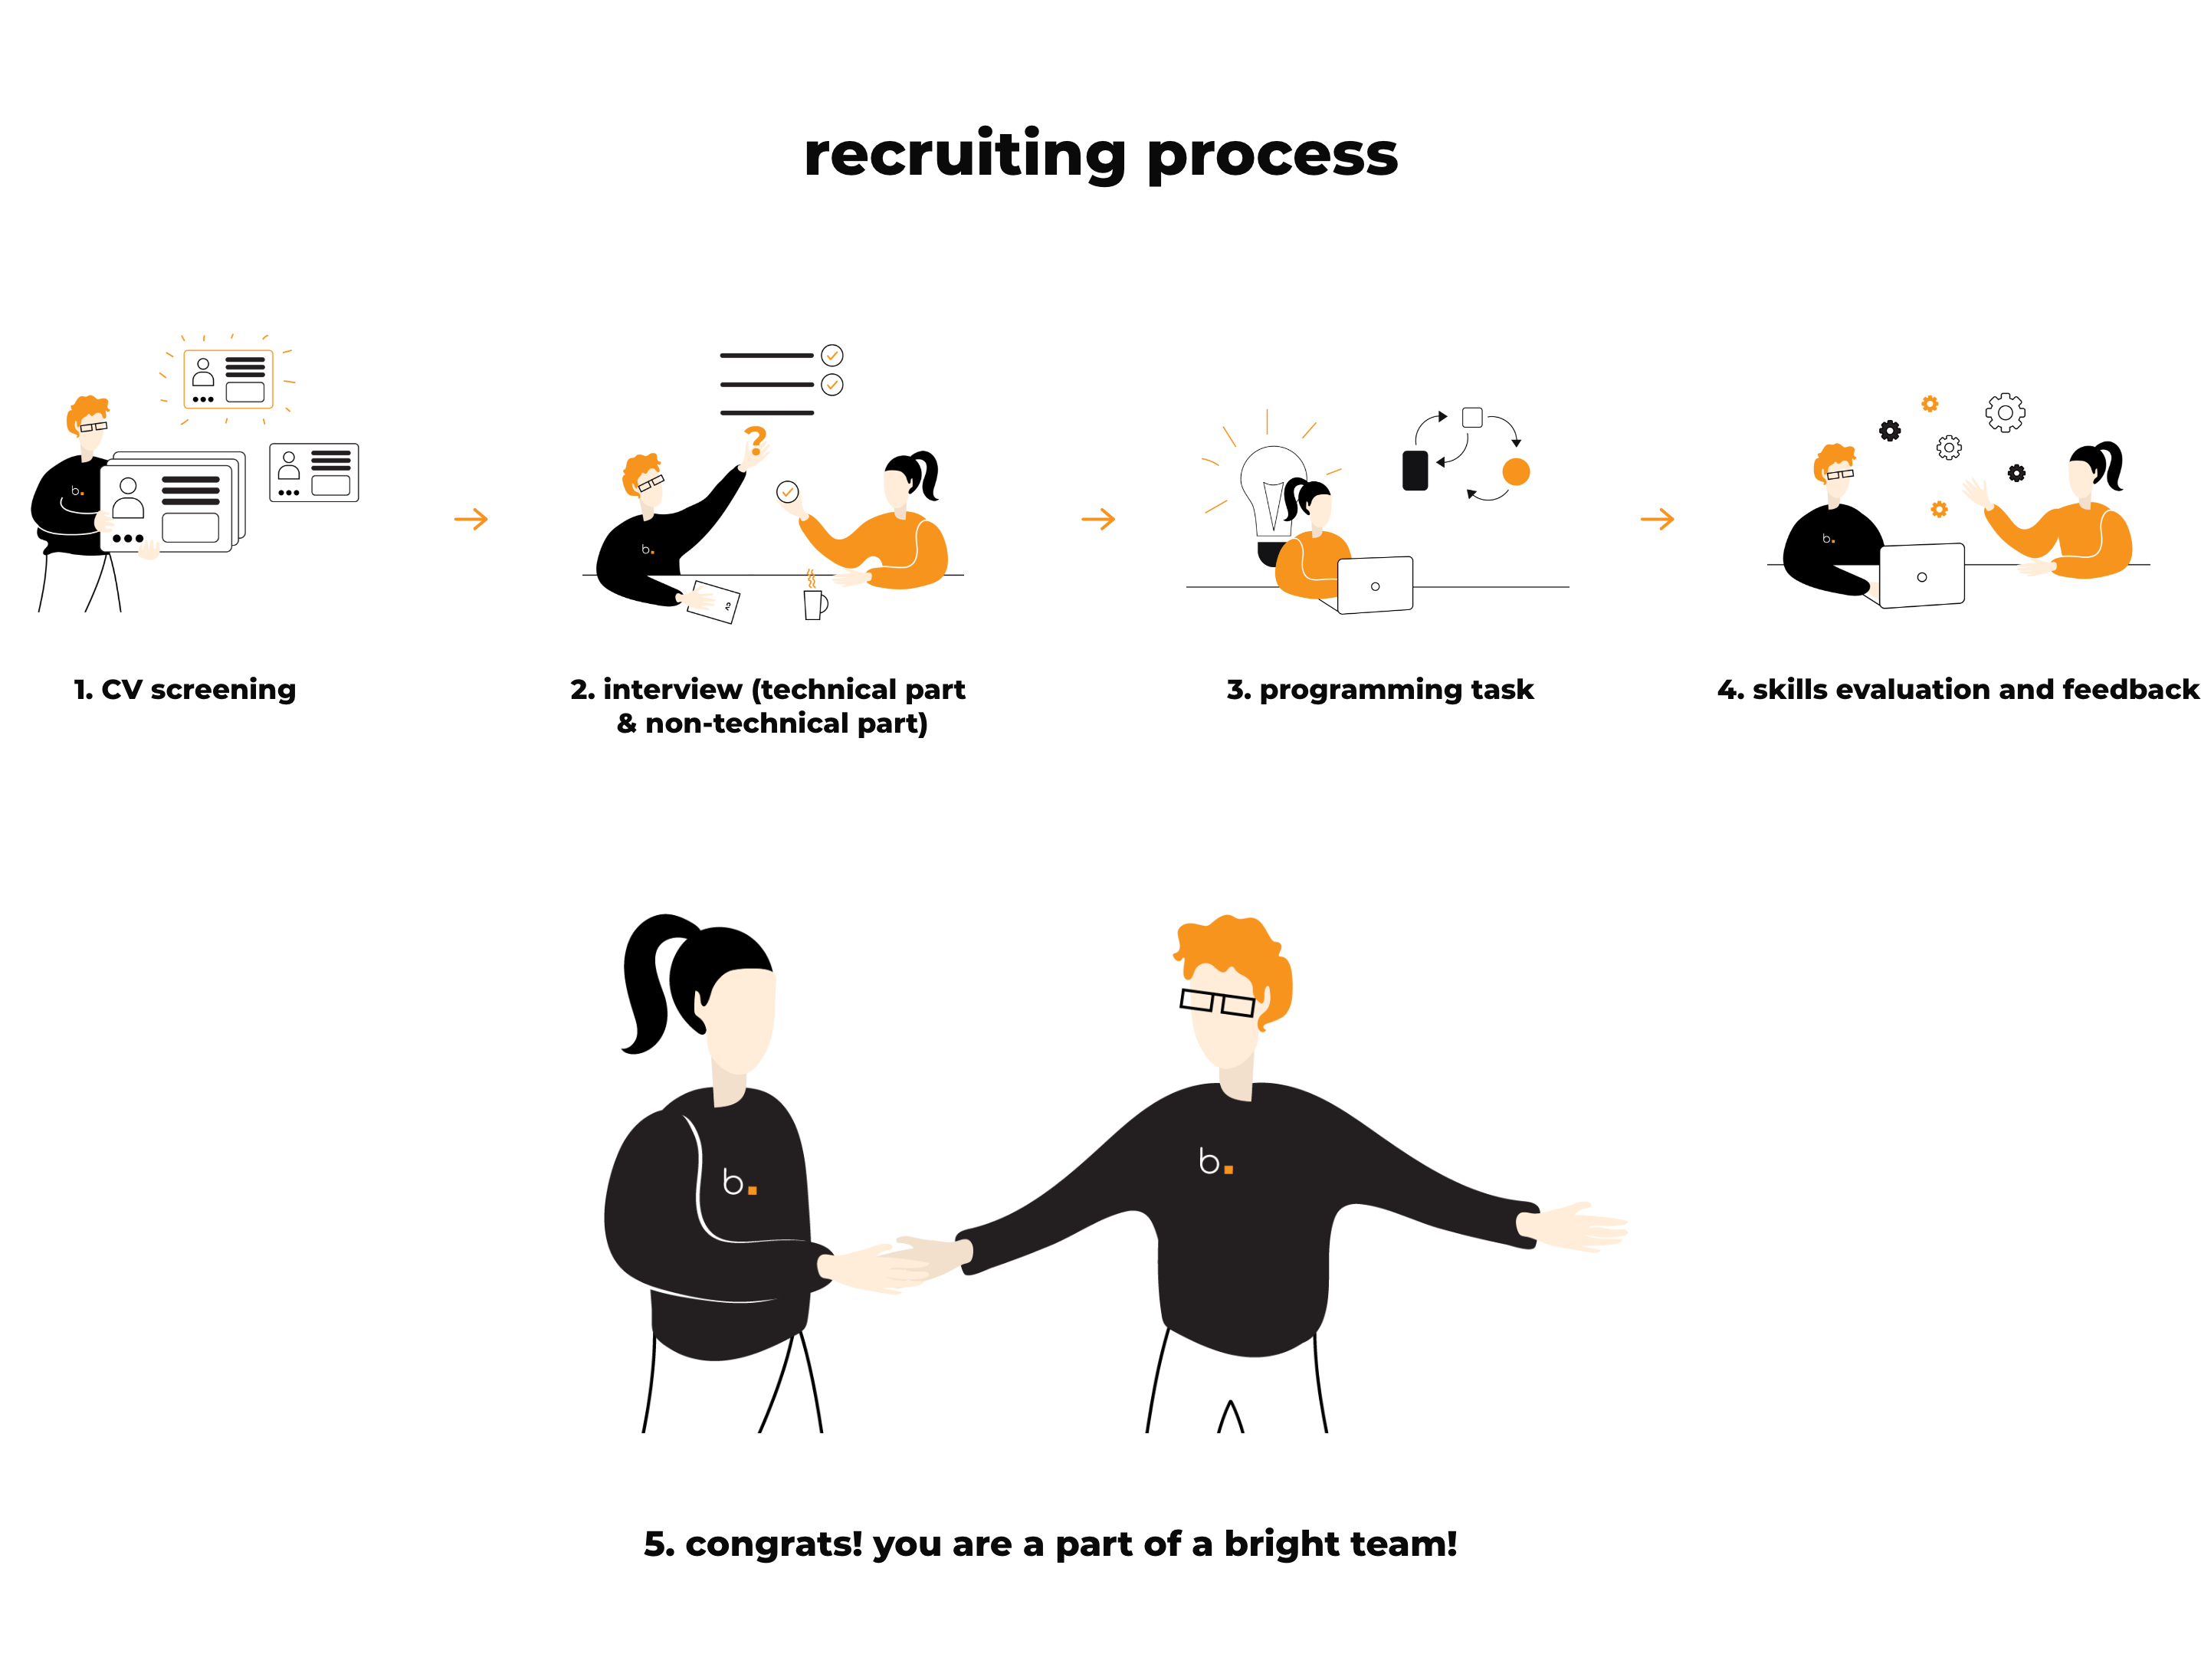 recruiting process
b.
?
b.
2
b.
1. CV screening
2. interview (technical part
& non-technical part)
3. programming task
4. skills evaluation and feedback
b.
b.
5. congrats! you are a part of a bright team!